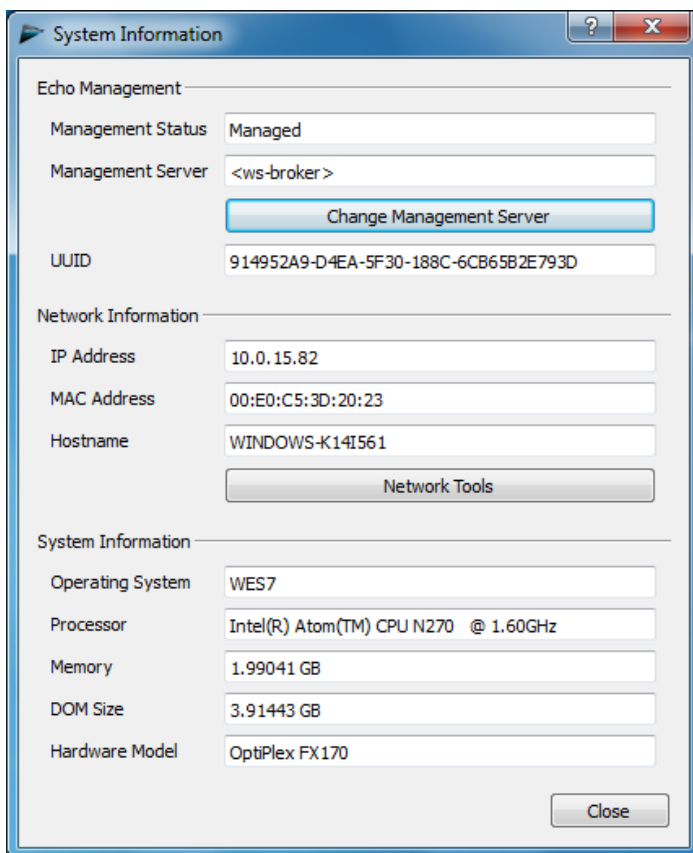 System Information
Echo Management
Management Status Managed
Management Server <ws-broker>
Change Management Server
UUID 914952A9-D4EA-5F30-188C-6CB65B2E793D
Network Information
IP Address 10.0.15.82
MAC Address 00:E0:C5:3D:20:23
Hostname WINDOWS-K14I561
Network Tools
System Information
Operating System WES7
Processor Intel(R) Atom(TM) CPU N270 @ 1.60GHz
Memory 1.99041 GB
DOM Size 3.91443 GB
Hardware Model OptiPlex FX170
Close